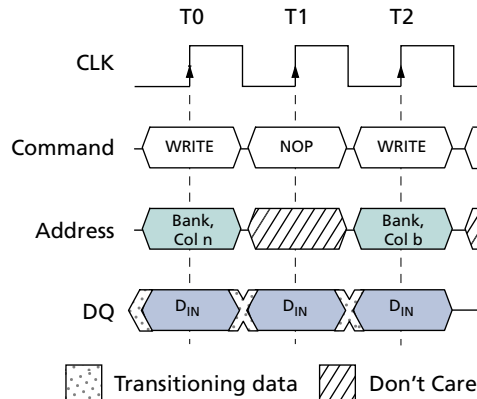 T0 T1 T2
CLK
Command WRITE NOP WRITE
Address Bank, Col n Bank, Col b
DQ DIN DIN DIN
Transitioning data Don't Care